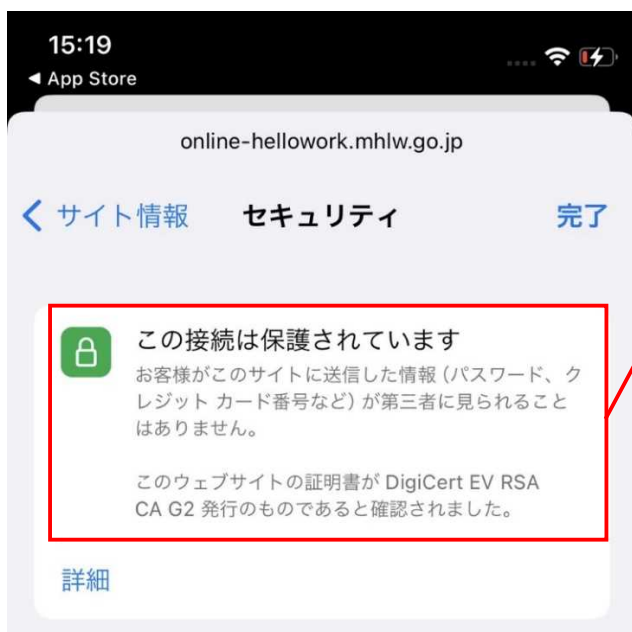 15:19
◀ App Store
online-hellowork.mhlw.go.jp
サイト情報 セキュリティ 完了
この接続は保護されています
お客様がこのサイトに送信した情報 (パスワード、ク
レジット カード番号など) が第三者に見られること
はありません。
このウェブサイトの証明書が DigiCert EV RSA
CA G2 発行のものであると確認されました。
詳細